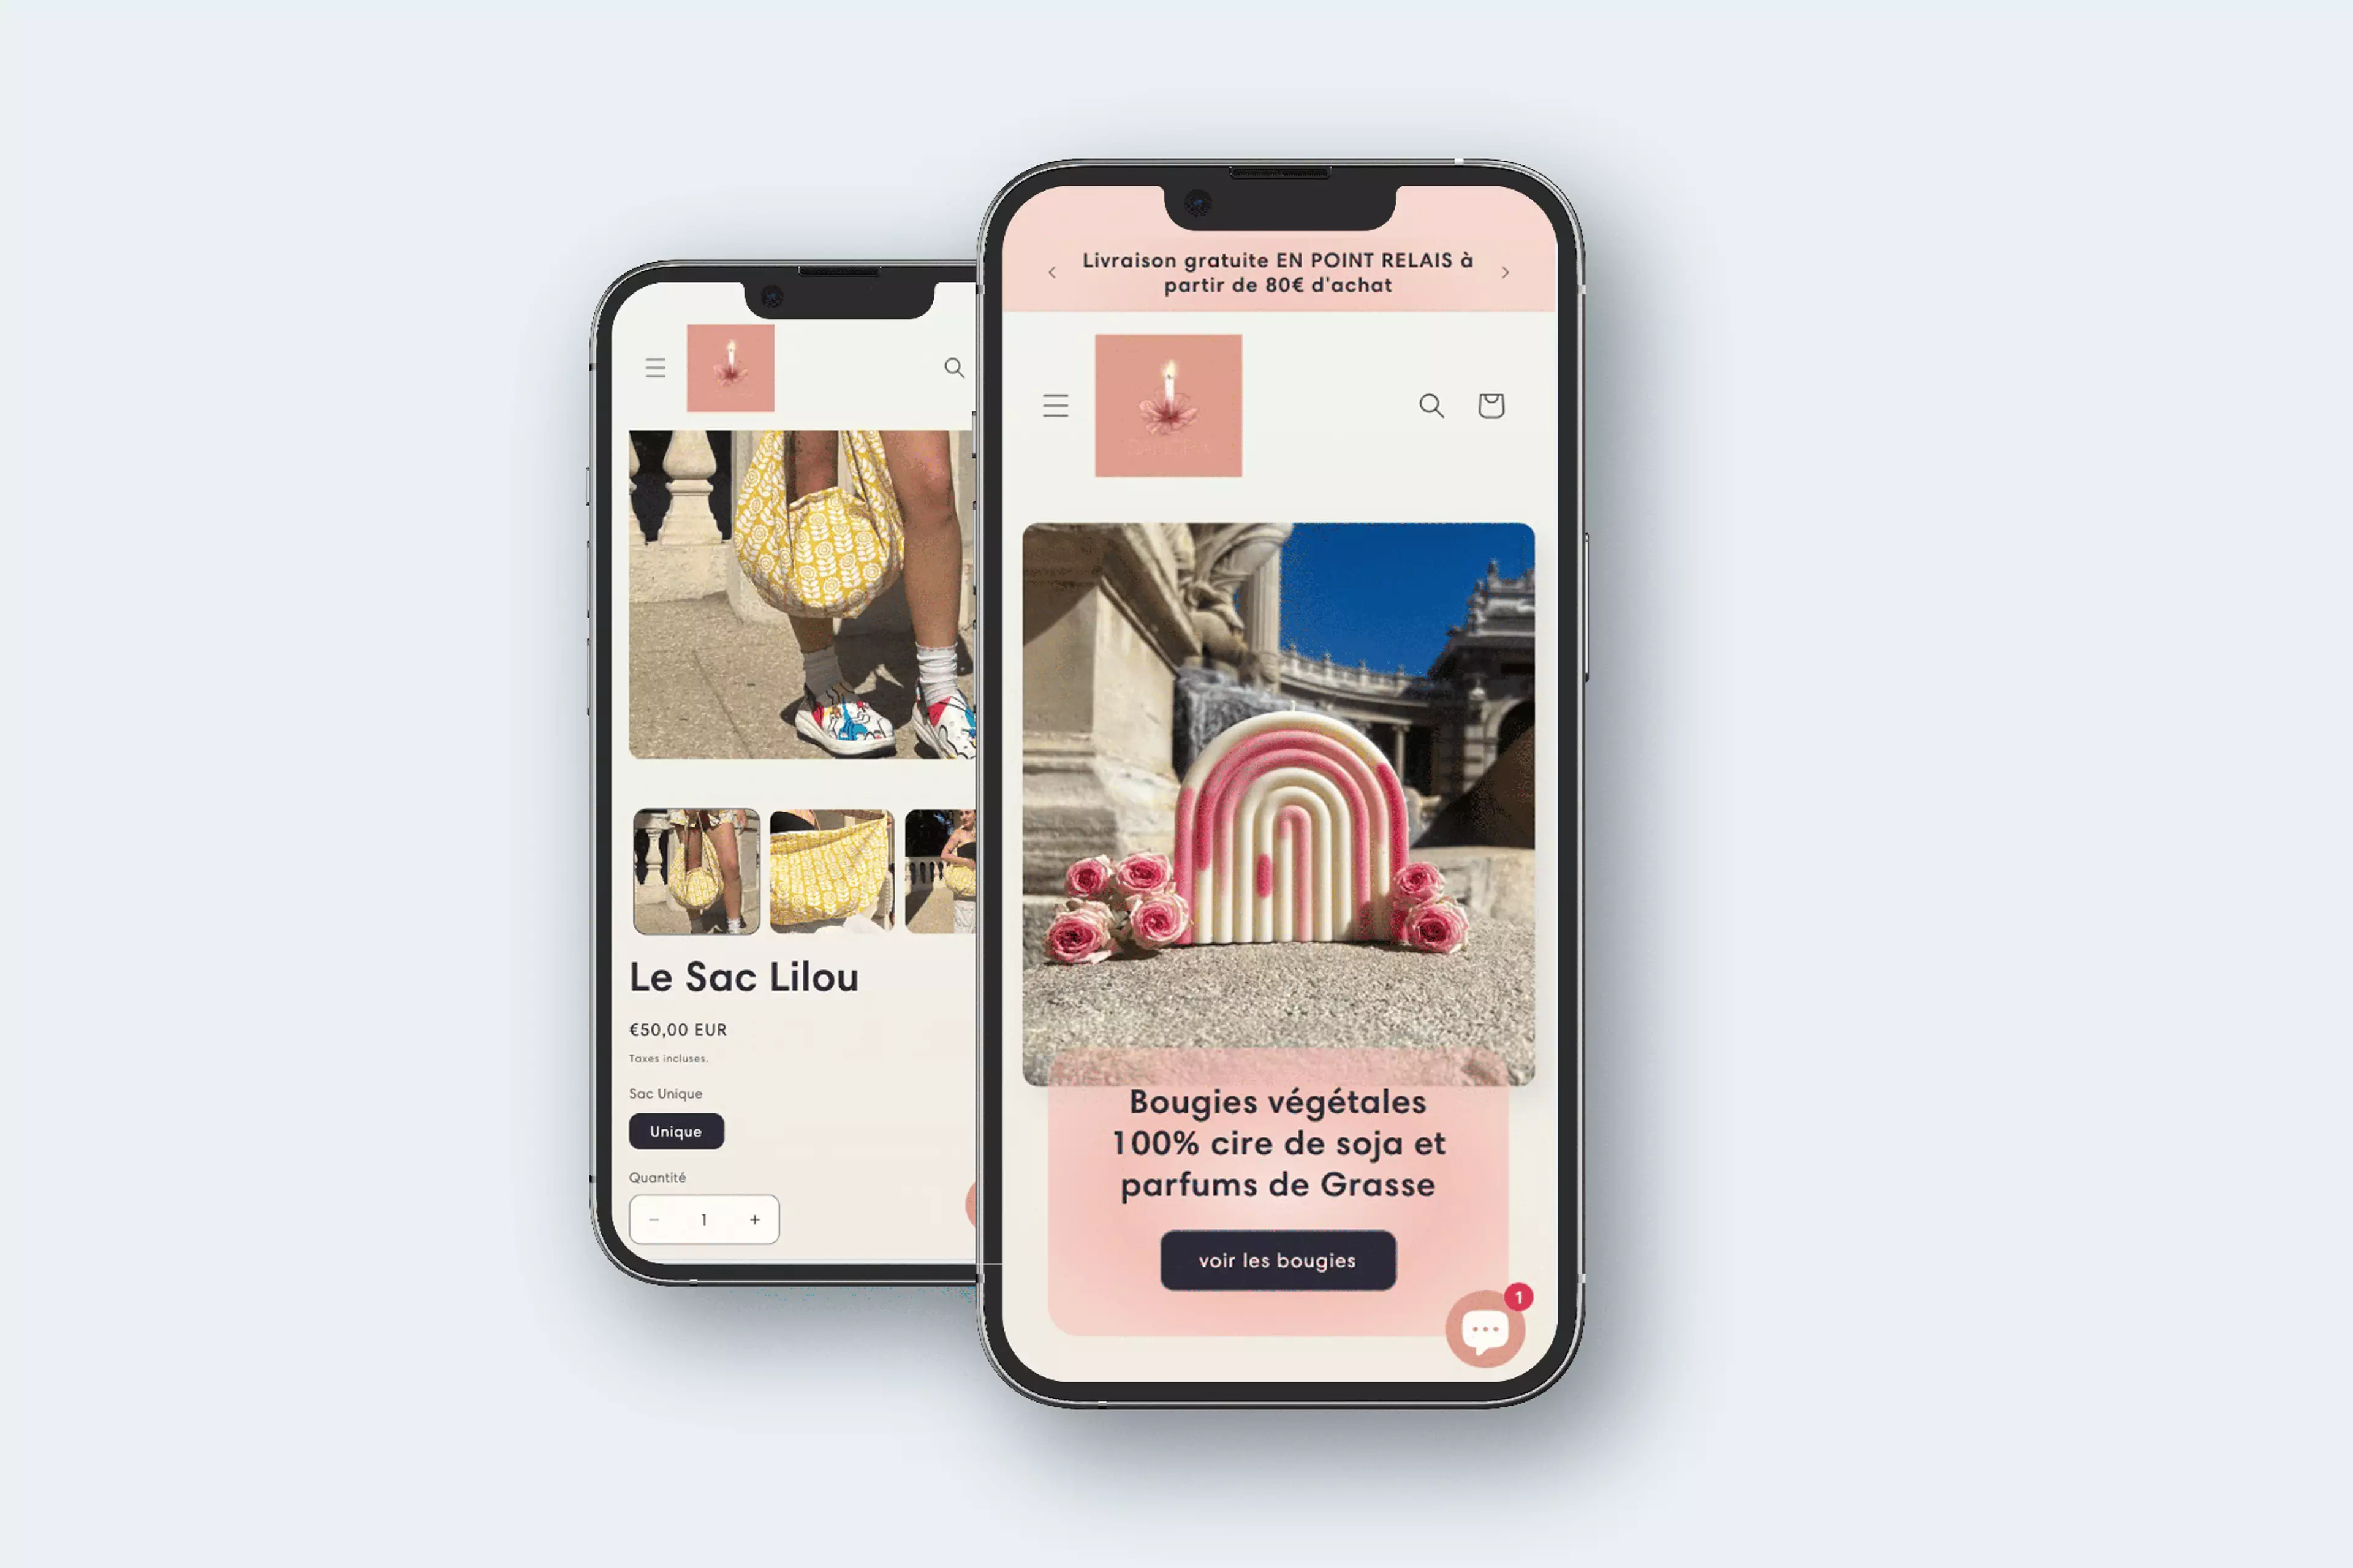 Le Sac Lilou
€50,00 EUR
Taxes incluses.
Sac Unique
Unique
Quantité
− 1 +
Livraison gratuite EN POINT RELAIS à
partir de 80€ d'achat
Bougies végétales
100% cire de soja et
parfums de Grasse
voir les bougies
1